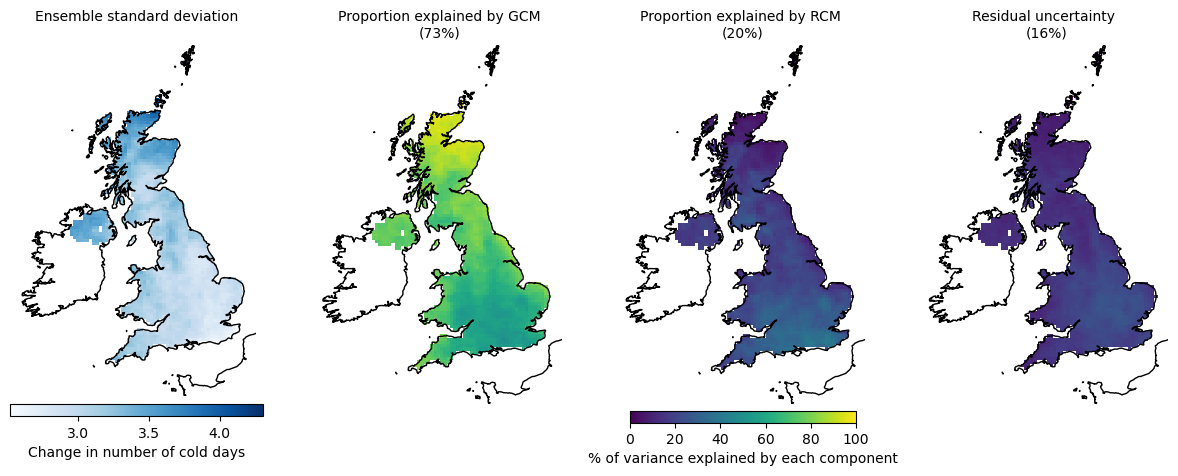 Ensemble standard deviation
Proportion explained by GCM
(73%)
Proportion explained by RCM
(20%)
Residual uncertainty
(16%)
3.0 3.5 4.0
Change in number of cold days
0 20 40 60 80 100
% of variance explained by each component